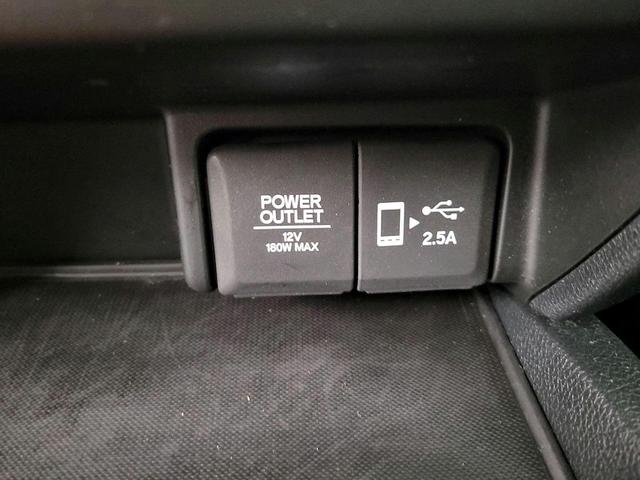 POWER
OUTLET
12V
180W MAX
2.5A